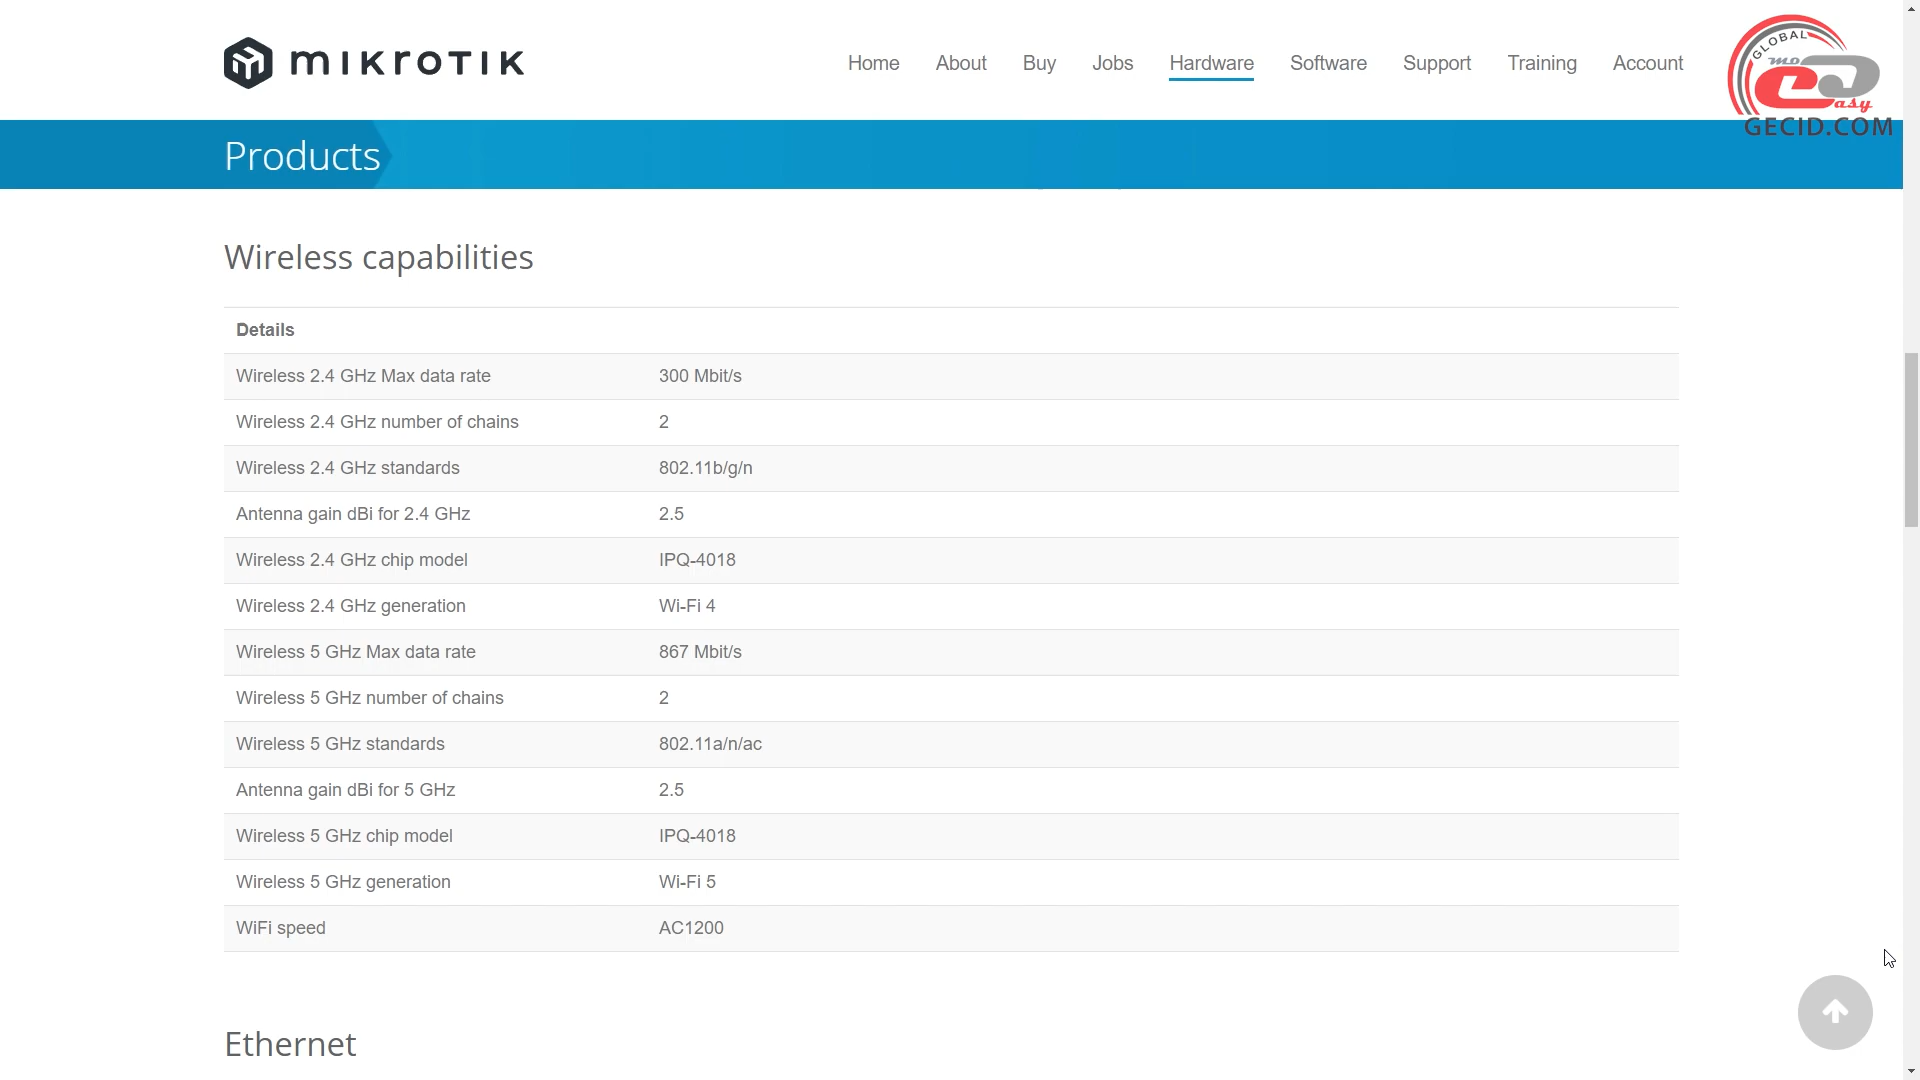 mikrotik
Home About Buy Jobs Hardware Software Support Training Account
GLOBAL
mo
asy
GECID.COM
Products
Wireless capabilities
Details
Wireless 2.4 GHz Max data rate 300 Mbit/s
Wireless 2.4 GHz number of chains 2
Wireless 2.4 GHz standards 802.11b/g/n
Antenna gain dBi for 2.4 GHz 2.5
Wireless 2.4 GHz chip model IPQ-4018
Wireless 2.4 GHz generation Wi-Fi 4
Wireless 5 GHz Max data rate 867 Mbit/s
Wireless 5 GHz number of chains 2
Wireless 5 GHz standards 802.11a/n/ac
Antenna gain dBi for 5 GHz 2.5
Wireless 5 GHz chip model IPQ-4018
Wireless 5 GHz generation Wi-Fi 5
WiFi speed AC1200
Ethernet